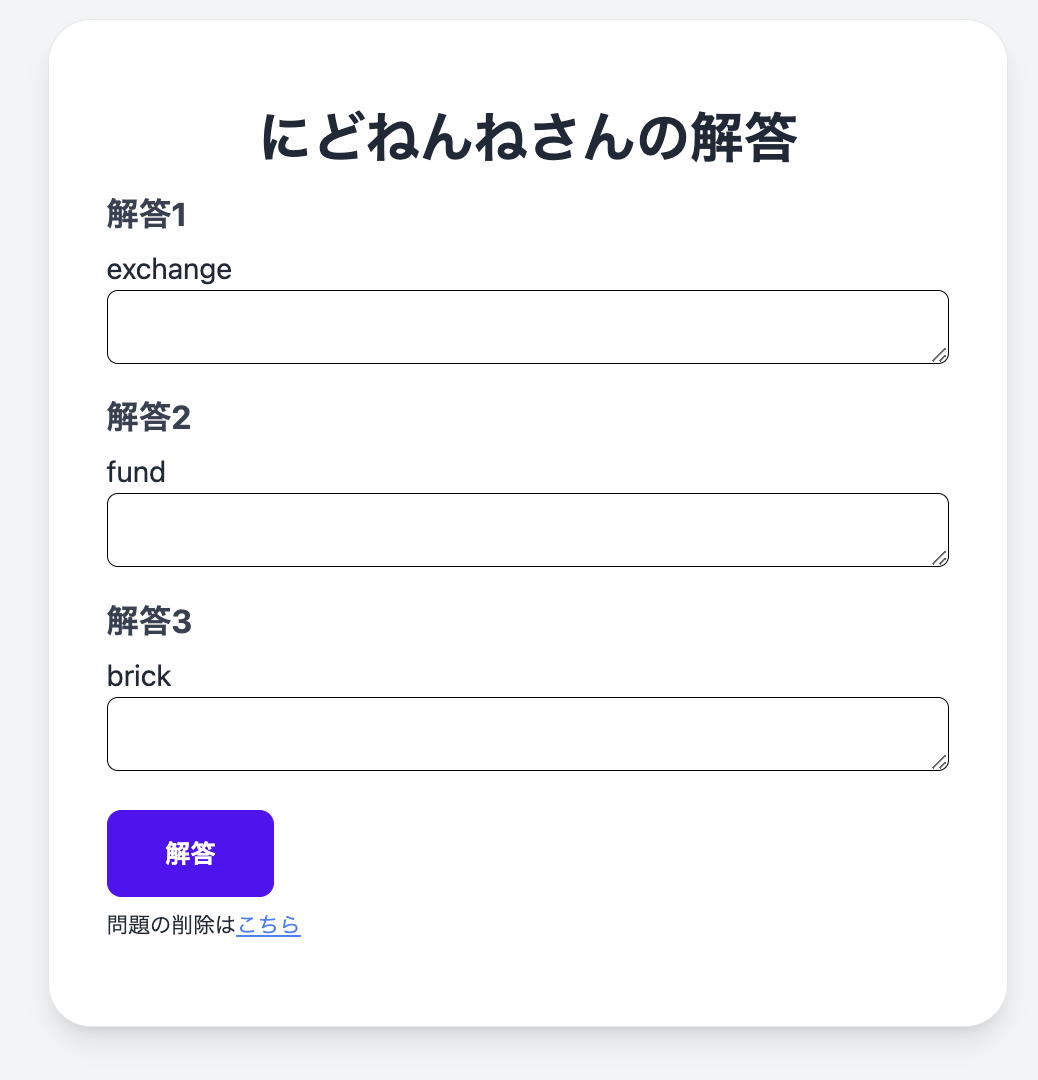 にどねんねさんの解答
解答1
exchange
解答2
fund
解答3
brick
解答
問題の削除はこちら